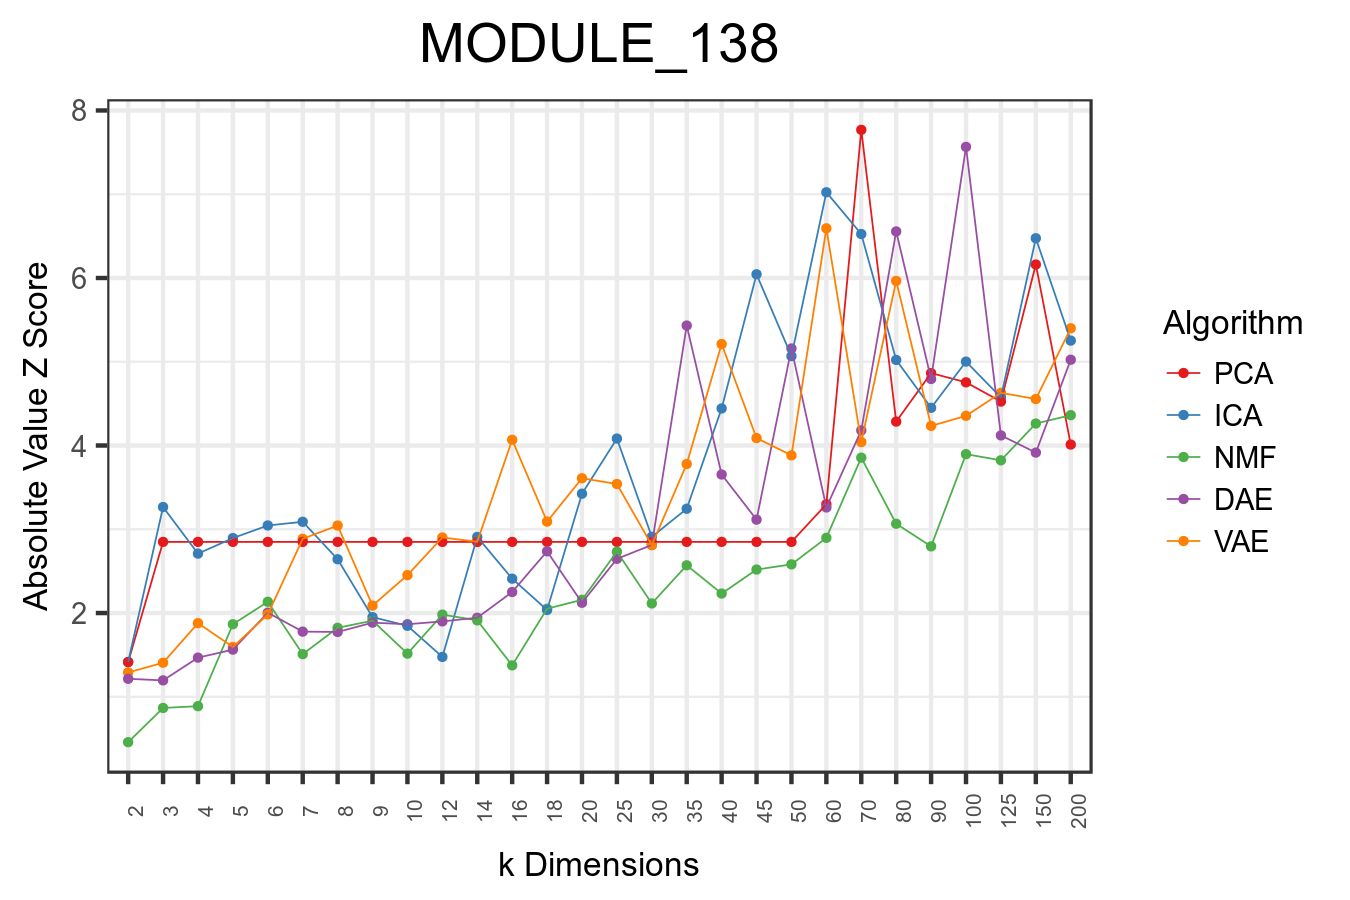 MODULE_138
Absolute Value Z Score
8
6
4
2
2 3 4 5 6 7 8 9 10 12 14 16 18 20 25 30 35 40 45 50 60 70 80 90 100 125 150 200
k Dimensions
Algorithm
PCA
ICA
NMF
DAE
VAE